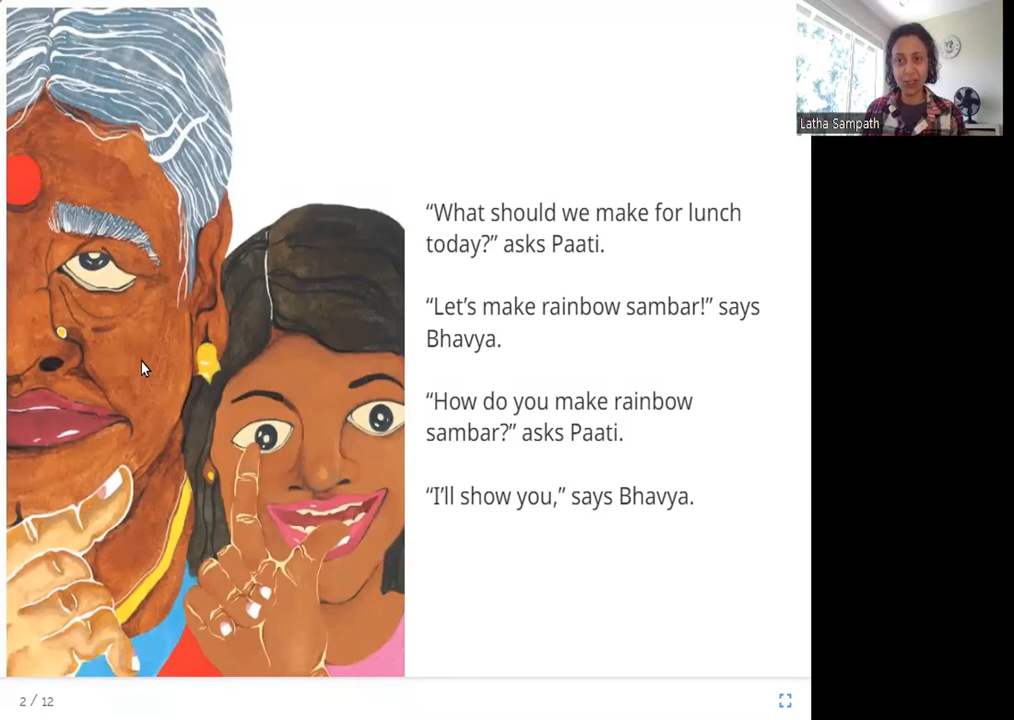 Latha Sampath
“What should we make for lunch
today?” asks Paati.
“Let’s make rainbow sambar!” says
Bhavya.
“How do you make rainbow
sambar?” asks Paati.
“I’ll show you,” says Bhavya.
2 / 12